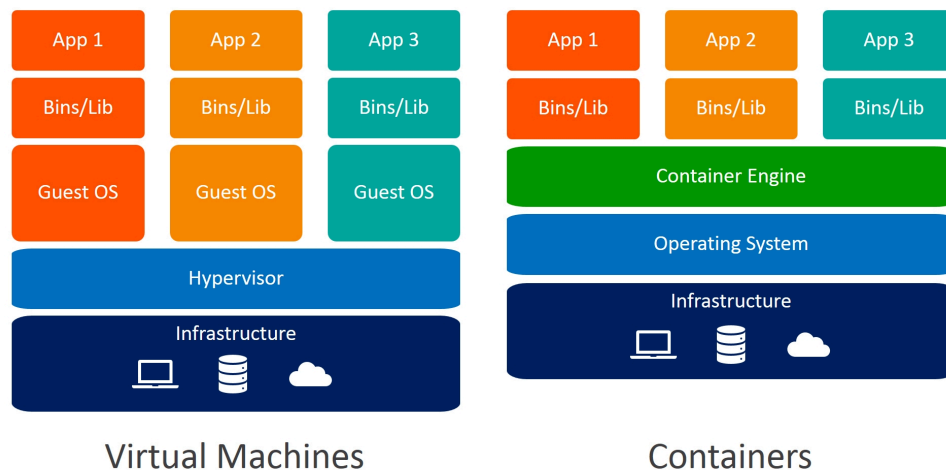 App 1
App 2
App 3
Bins/Lib
Bins/Lib
Bins/Lib
Guest OS
Guest OS
Guest OS
Hypervisor
Infrastructure
Virtual Machines
App 1
App 2
App 3
Bins/Lib
Bins/Lib
Bins/Lib
Container Engine
Operating System
Infrastructure
Containers